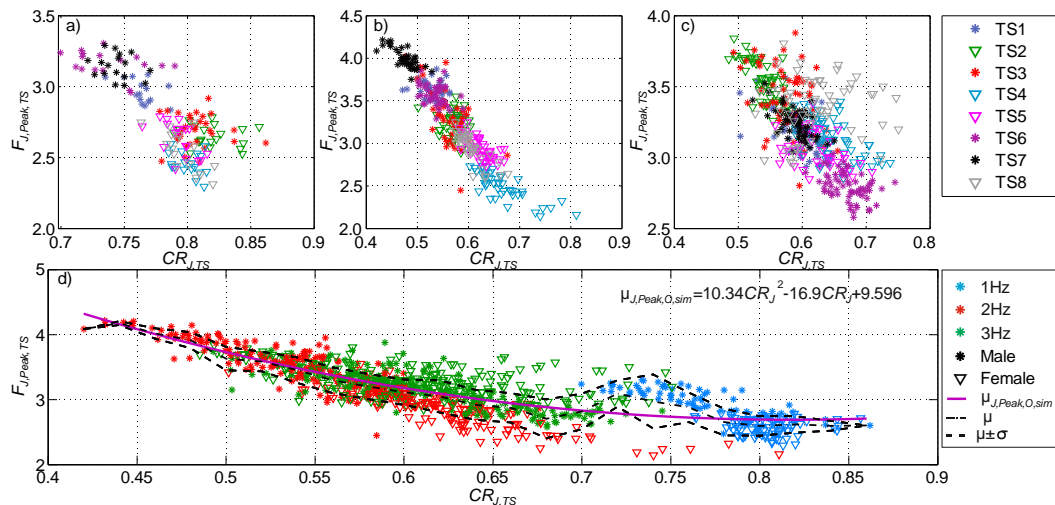 a)
3.5
3.0
2.5
2.0
0.7
0.75
0.8
0.85
0.9
F_J,Peak,TS
CR_J,TS
b)
4.5
4.0
3.5
3.0
2.5
2.0
0.4
0.5
0.6
0.7
0.8
0.9
F_J,Peak,TS
CR_J,TS
c)
4.0
3.5
3.0
2.5
0.4
0.5
0.6
0.7
0.8
F_J,Peak,TS
CR_J,TS
TS1
TS2
TS3
TS4
TS5
TS6
TS7
TS8
d)
μ_J,Peak,O,sim=10.34CR_J²-16.9CR_J+9.596
5
4
3
2
0.4
0.45
0.5
0.55
0.6
0.65
0.7
0.75
0.8
0.85
0.9
F_J,Peak,TS
CR_J,TS
1Hz
2Hz
3Hz
Male
Female
μ_J,Peak,O,sim
μ
μ±σ